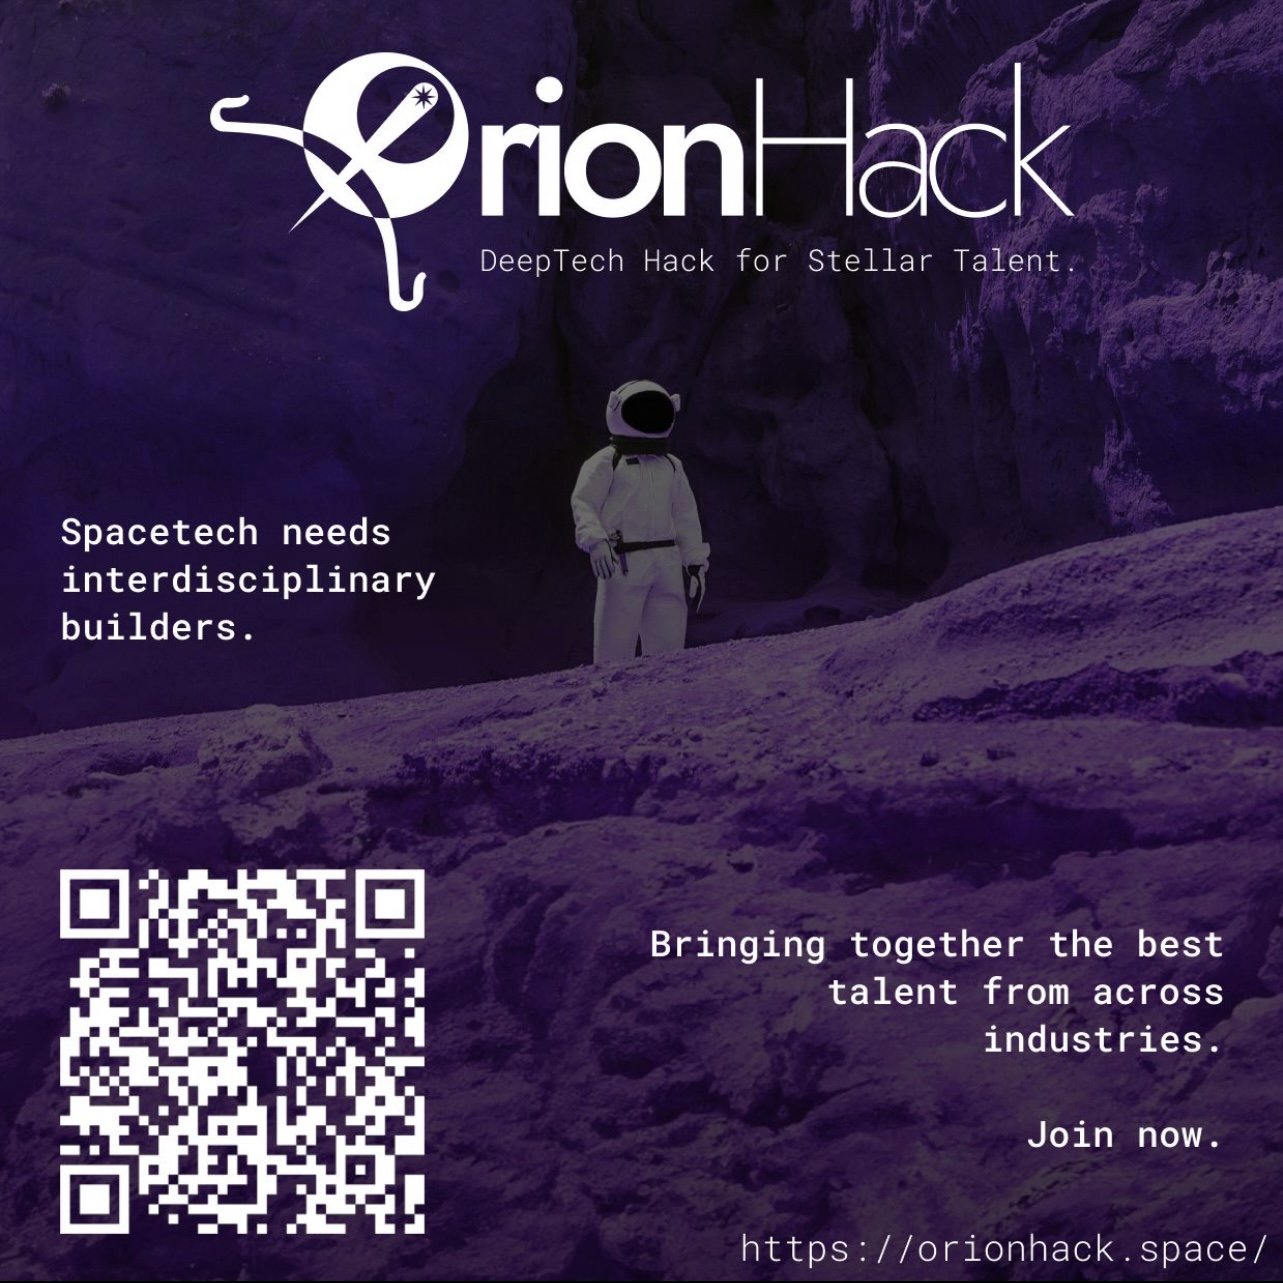 OrionHack
DeepTech Hack for Stellar Talent.
Spacetech needs
interdisciplinary
builders.
Bringing together the best
talent from across
industries.
Join now.
https://orionhack.space/